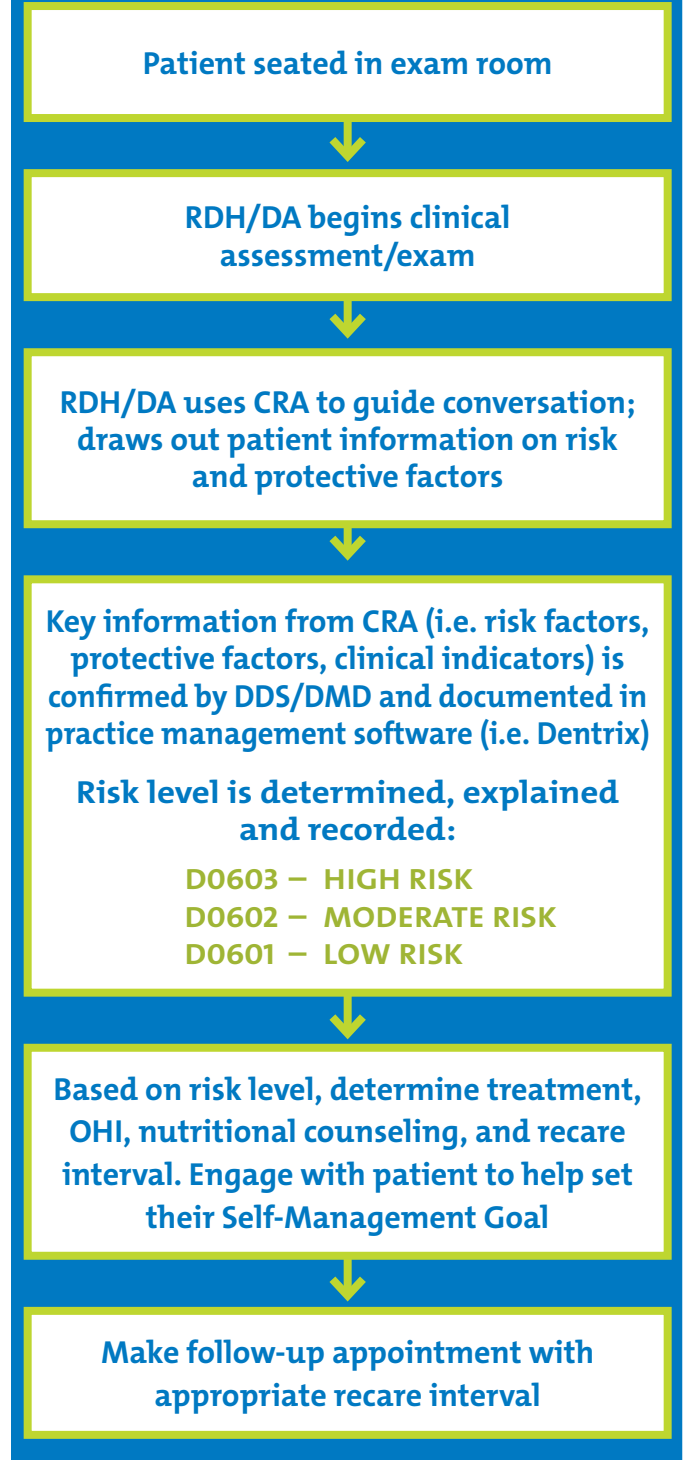 Patient seated in exam room
RDH/DA begins clinical
assessment/exam
RDH/DA uses CRA to guide conversation;
draws out patient information on risk
and protective factors
Key information from CRA (i.e. risk factors,
protective factors, clinical indicators) is
confirmed by DDS/DMD and documented in
practice management software (i.e. Dentrix)
Risk level is determined, explained
and recorded:
D0603 – HIGH RISK
D0602 – MODERATE RISK
D0601 – LOW RISK
Based on risk level, determine treatment,
OHI, nutritional counseling, and recare
interval. Engage with patient to help set
their Self-Management Goal
Make follow-up appointment with
appropriate recare interval